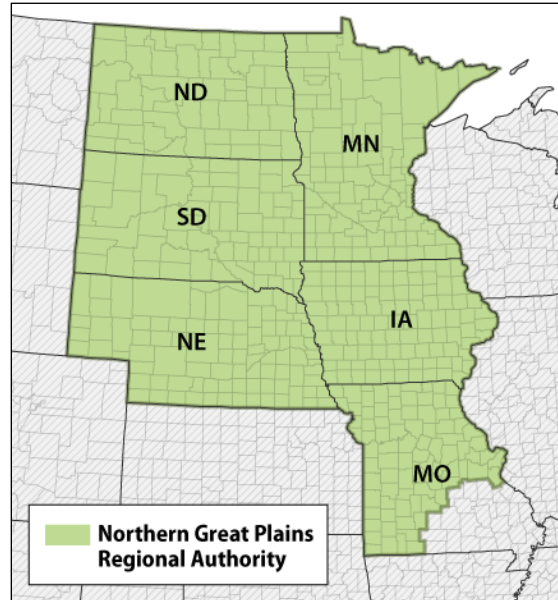 ND
MN
SD
IA
NE
MO
Northern Great Plains
Regional Authority